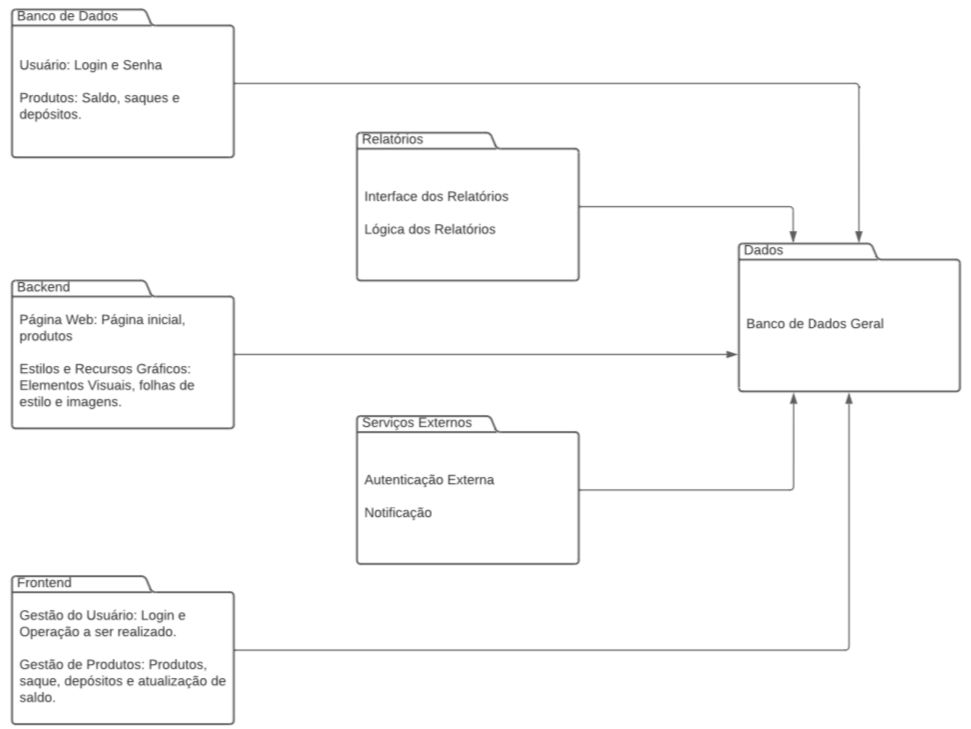 Banco de Dados
Usuário: Login e Senha
Produtos: Saldo, saques e
depósitos.
Relatórios
Interface dos Relatórios
Lógica dos Relatórios
Dados
Banco de Dados Geral
Backend
Página Web: Página inicial,
produtos
Estilos e Recursos Gráficos:
Elementos Visuais, folhas de
estilo e imagens.
Serviços Externos
Autenticação Externa
Notificação
Frontend
Gestão do Usuário: Login e
Operação a ser realizado.
Gestão de Produtos: Produtos,
saque, depósitos e atualização de
saldo.